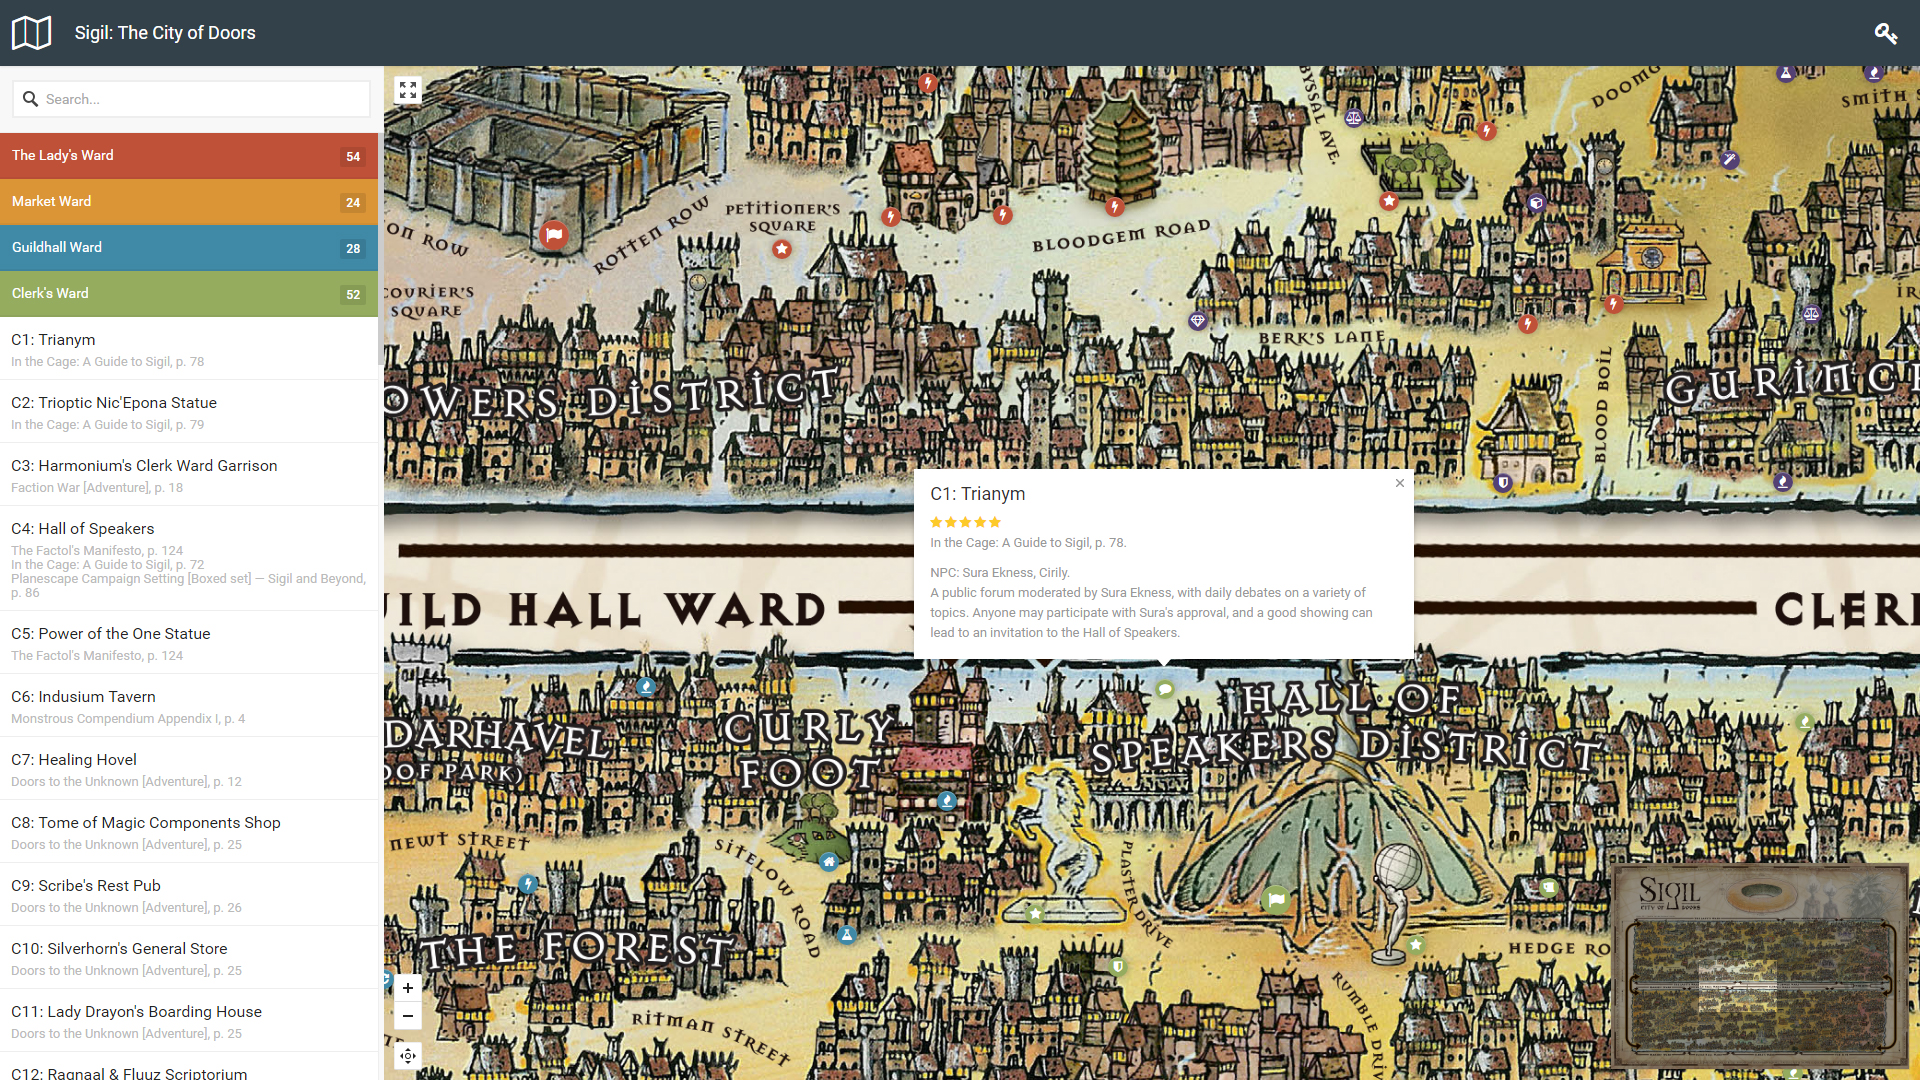 Sigil: The City of Doors
Search...
The Lady's Ward 54
Market Ward 24
Guildhall Ward 28
Clerk's Ward 52
C1: Trianym
In the Cage: A Guide to Sigil, p. 78
C2: Trioptic Nic'Epona Statue
In the Cage: A Guide to Sigil, p. 79
C3: Harmonium's Clerk Ward Garrison
Faction War [Adventure], p. 18
C4: Hall of Speakers
The Factol's Manifesto, p. 124
In the Cage: A Guide to Sigil, p. 72
Planescape Campaign Setting [Boxed set] — Sigil and Beyond,
p. 86
C5: Power of the One Statue
The Factol's Manifesto, p. 124
C6: Indusium Tavern
Monstrous Compendium Appendix I, p. 4
C7: Healing Hovel
Doors to the Unknown [Adventure], p. 12
C8: Tome of Magic Components Shop
Doors to the Unknown [Adventure], p. 25
C9: Scribe's Rest Pub
Doors to the Unknown [Adventure], p. 26
C10: Silverhorn's General Store
Doors to the Unknown [Adventure], p. 25
C11: Lady Drayon's Boarding House
Doors to the Unknown [Adventure], p. 25
C12: Ragnaal & Fluuz Scriptorium
BYSSAL AVE.
DOOMG
SMITH S
ON ROW
ROTTEN ROW
PETITIONER'S
SQUARE
BLOODGEM ROAD
COURIER'S
SQUARE
IR
BERK'S LANE
BLOOD BOIL
OWERS DISTRICT
GURINC
C1: Trianym
×
In the Cage: A Guide to Sigil, p. 78.
NPC: Sura Ekness, Cirily.
A public forum moderated by Sura Ekness, with daily debates on a variety of
topics. Anyone may participate with Sura's approval, and a good showing can
lead to an invitation to the Hall of Speakers.
UILD HALL WARD
CLER
DARHAVEL
OOF PARK)
CURLY
FOOT
HALL OF
SPEAKERS DISTRICT
NEWT STREET
SITELOW ROAD
PLASTER DRIVE
THE FOREST
HEDGE RO
RITMAN STREET
RUMBLE DRIV
SIGIL
CITY OF DOORS
+
−